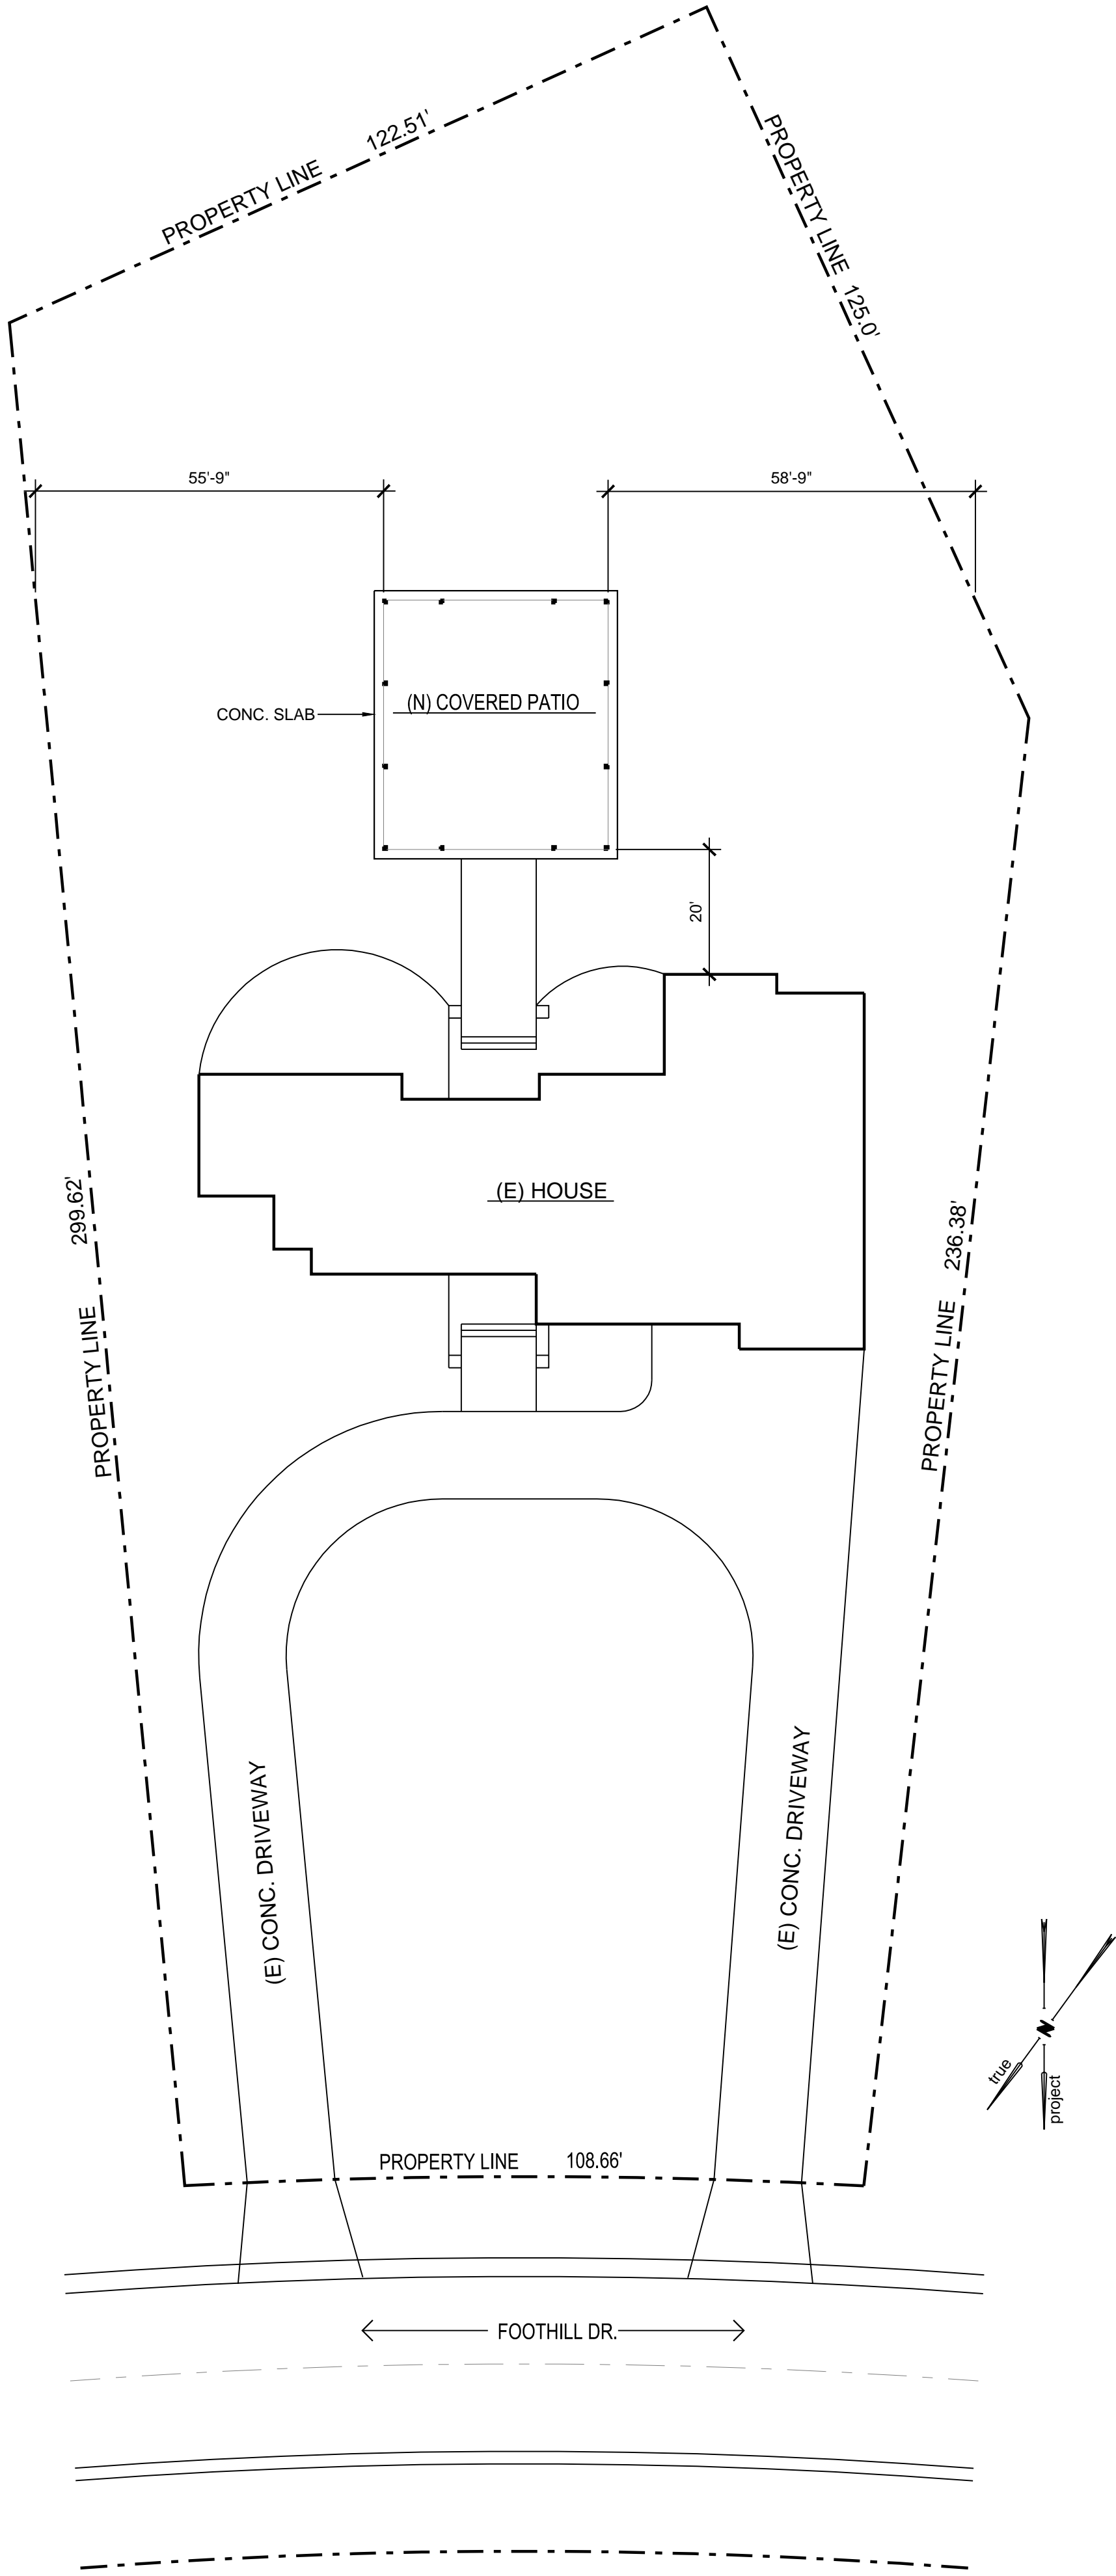 122.51'
PROPERTY LINE
PROPERTY LINE 125.0'
55'-9"
58'-9"
(N) COVERED PATIO
CONC. SLAB
20'
(E) HOUSE
PROPERTY LINE 299.62'
PROPERTY LINE 236.38'
(E) CONC. DRIVEWAY
(E) CONC. DRIVEWAY
N
true
project
PROPERTY LINE 108.66'
FOOTHILL DR.